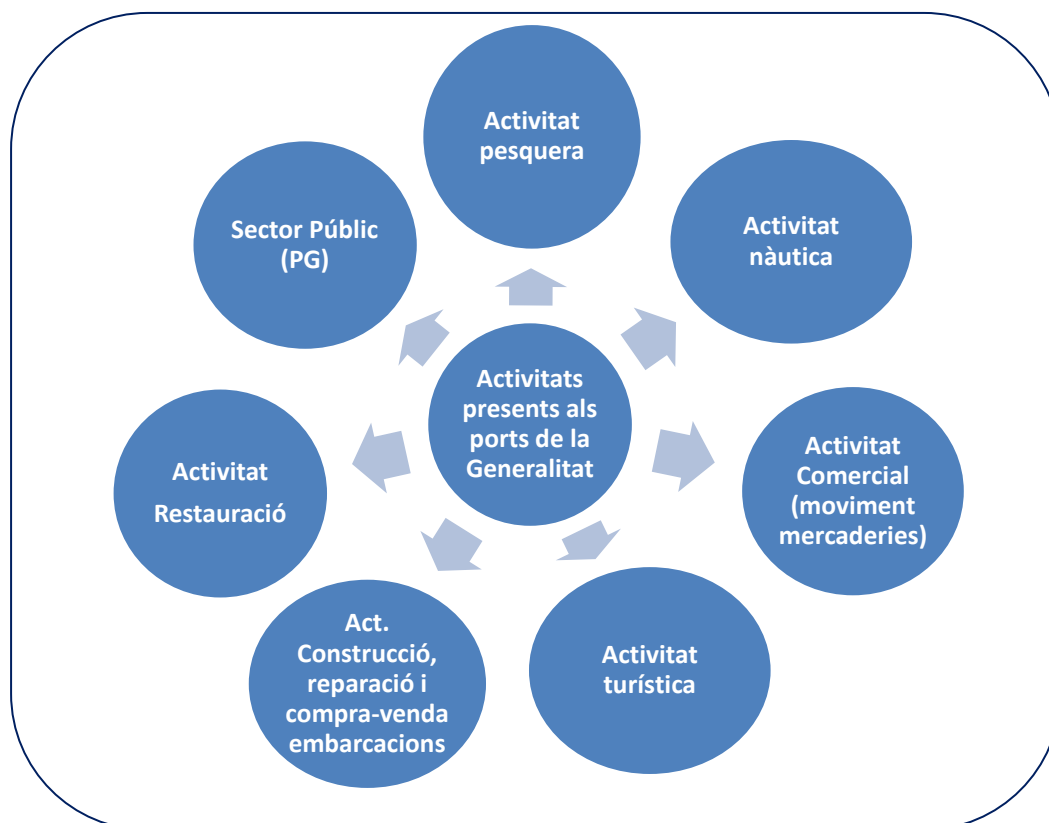 Activitat
pesquera
Sector Públic
(PG)
Activitat
nàutica
Activitats
presents als
ports de la
Generalitat
Activitat
Restauració
Activitat
Comercial
(moviment
mercaderies)
Act.
Construcció,
reparació i
compra-venda
embarcacions
Activitat
turística